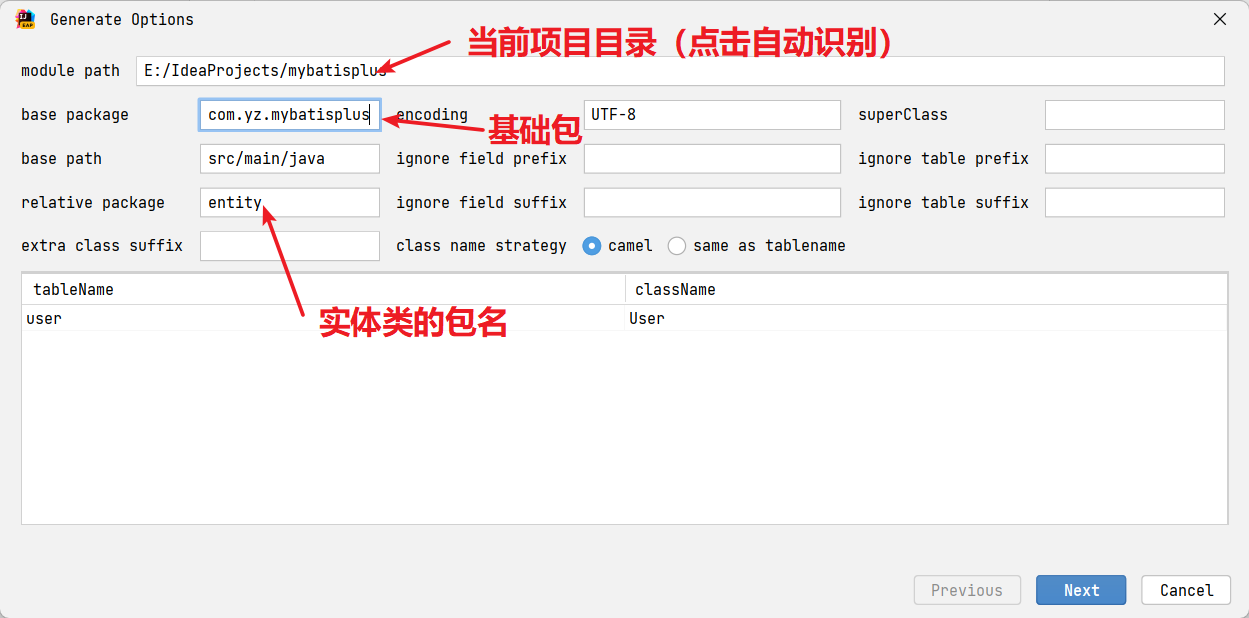 Generate Options
当前项目目录（点击自动识别）
module path E:/IdeaProjects/mybatisplus
base package com.yz.mybatisplus encoding UTF-8 superClass
基础包
base path src/main/java ignore field prefix ignore table prefix
relative package entity ignore field suffix ignore table suffix
extra class suffix class name strategy camel same as tablename
tableName className
user User
实体类的包名
Previous Next Cancel